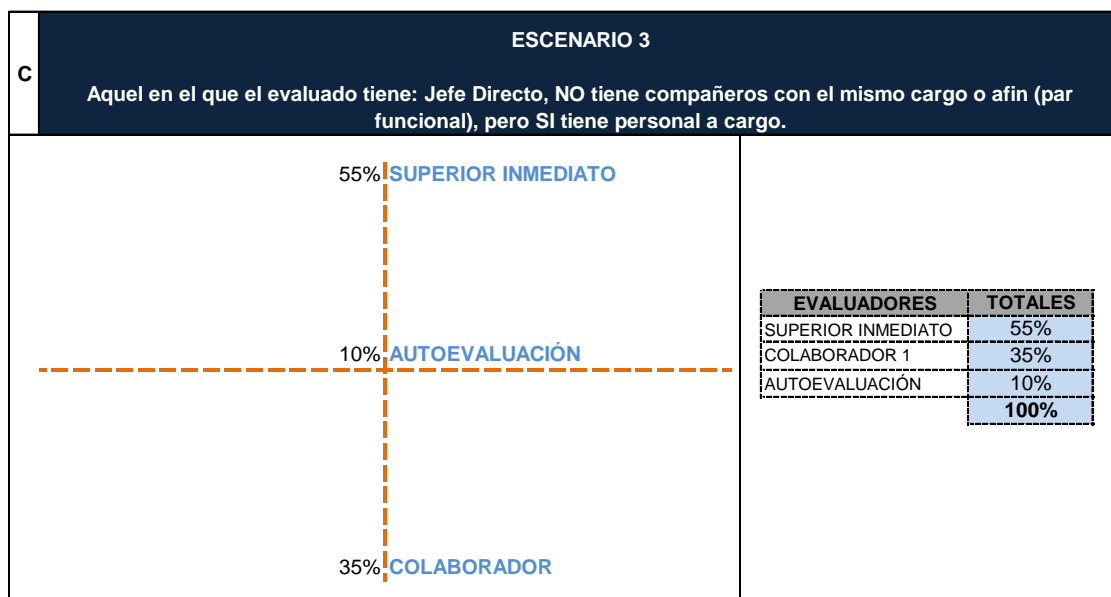 C
ESCENARIO 3
Aquel en el que el evaluado tiene: Jefe Directo, NO tiene compañeros con el mismo cargo o afin (par
funcional), pero SI tiene personal a cargo.
55% SUPERIOR INMEDIATO
10% AUTOEVALUACIÓN
35% COLABORADOR
EVALUADORES TOTALES
SUPERIOR INMEDIATO 55%
COLABORADOR 1 35%
AUTOEVALUACIÓN 10%
100%